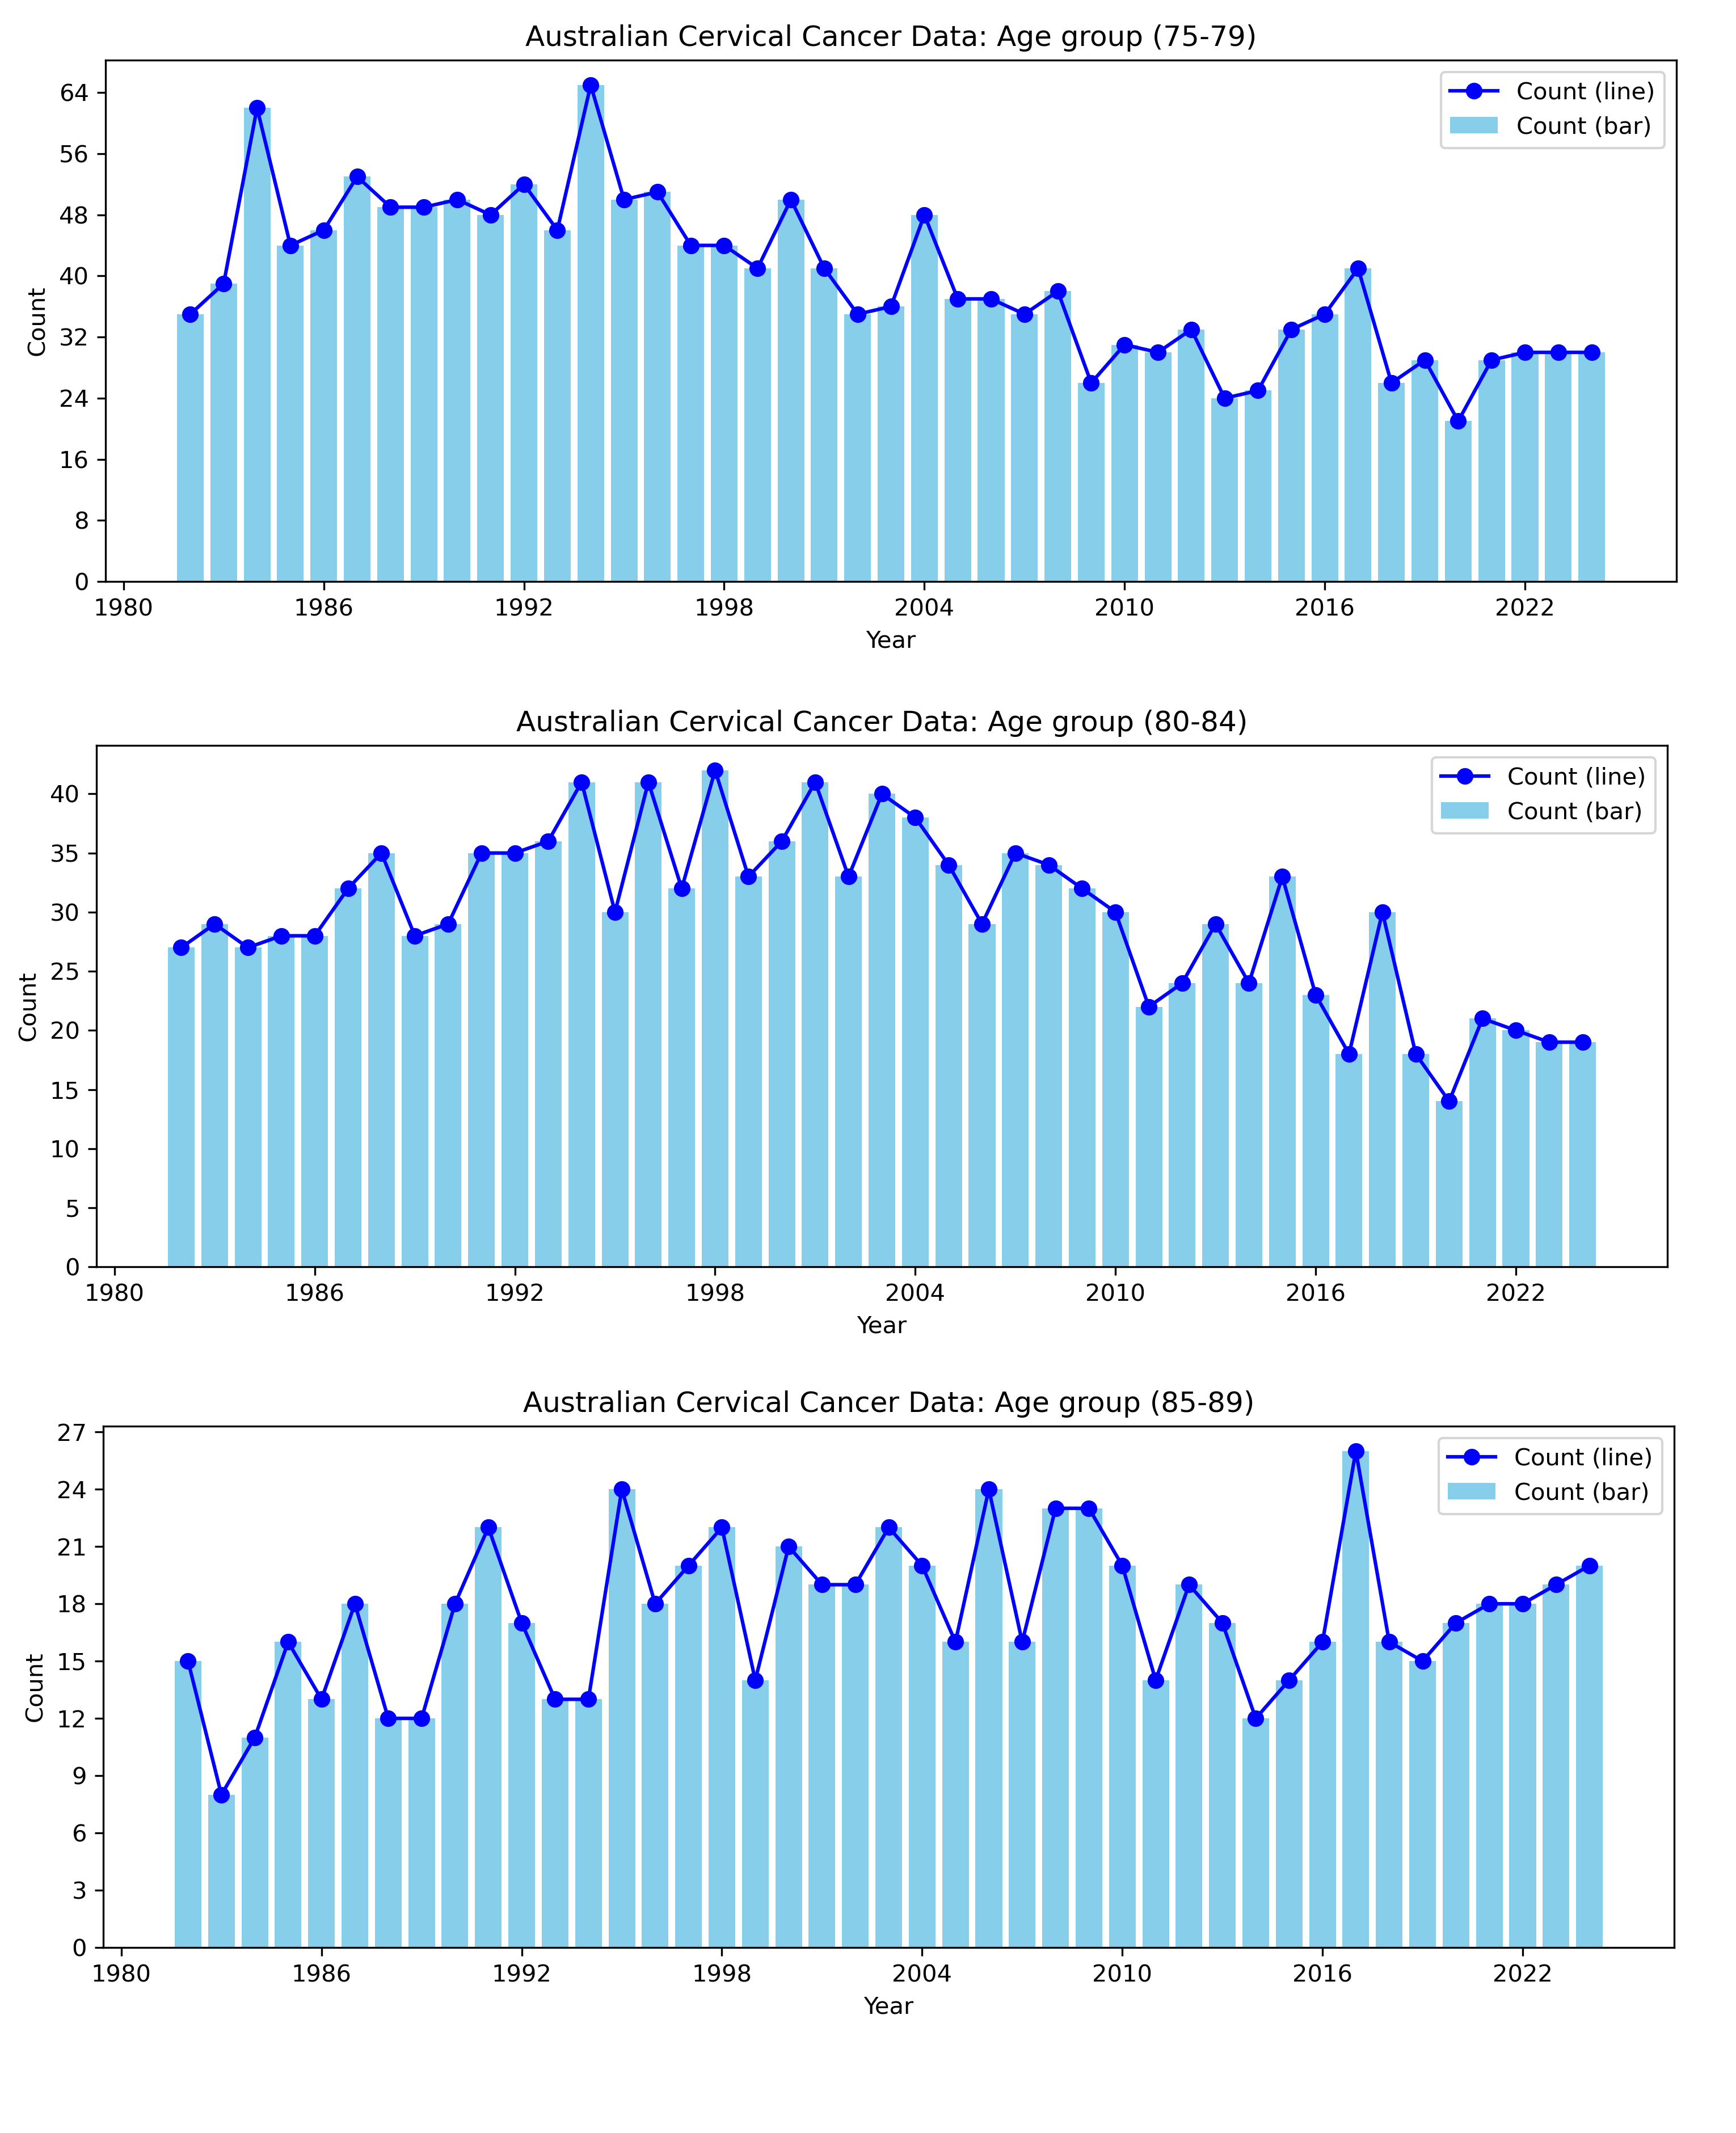 Australian Cervical Cancer Data: Age group (75-79)
Count (line)
Count (bar)
64
56
48
40
32
24
16
8
0
Count
1980 1986 1992 1998 2004 2010 2016 2022
Year
Australian Cervical Cancer Data: Age group (80-84)
Count (line)
Count (bar)
40
35
30
25
20
15
10
5
0
Count
1980 1986 1992 1998 2004 2010 2016 2022
Year
Australian Cervical Cancer Data: Age group (85-89)
Count (line)
Count (bar)
27
24
21
18
15
12
9
6
3
0
Count
1980 1986 1992 1998 2004 2010 2016 2022
Year